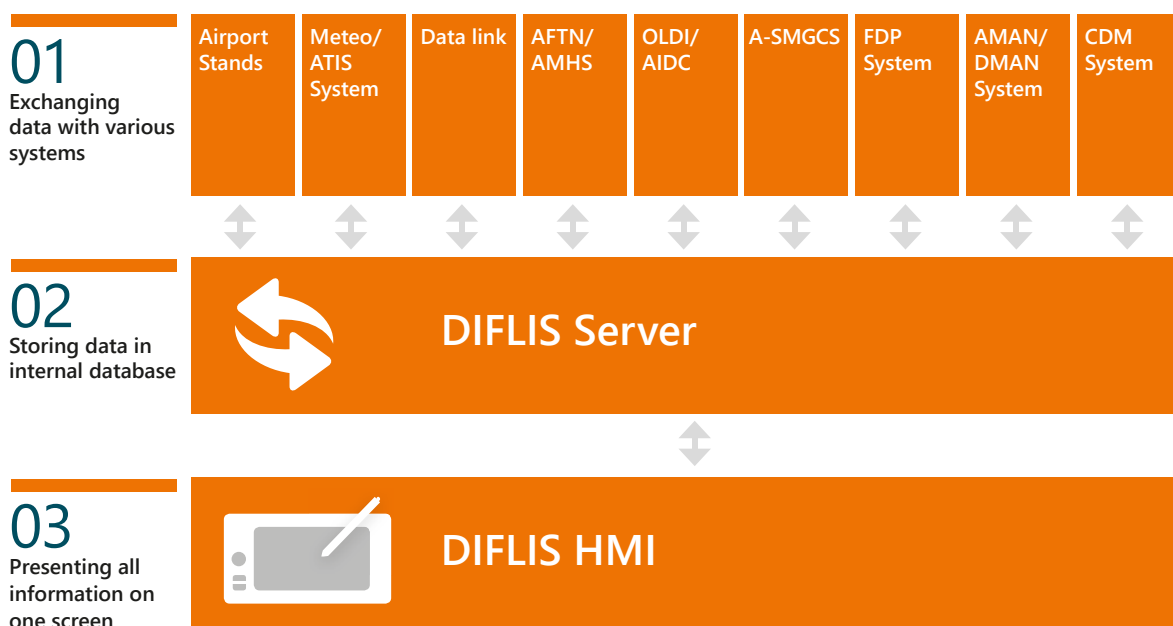 01
Exchanging
data with various
systems
Airport
Stands
Meteo/
ATIS
System
Data link
AFTN/
AMHS
OLDI/
AIDC
A-SMGCS
FDP
System
AMAN/
DMAN
System
CDM
System
02
Storing data in
internal database
DIFLIS Server
03
Presenting all
information on
one screen
DIFLIS HMI